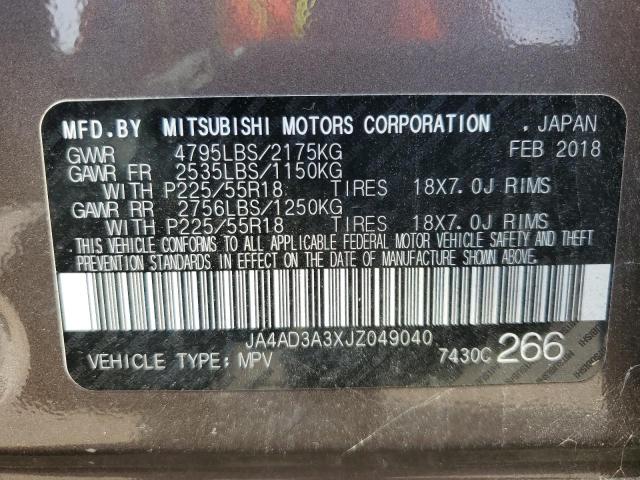 MFD.BY MITSUBISHI MOTORS CORPORATION , JAPAN
GVWR 4795LBS/2175KG FEB 2018
GAWR FR 2535LBS/1150KG
WITH P225/55R18 TIRES 18X7.0J RIMS
GAWR RR 2756LBS/1250KG
WITH P225/55R18 TIRES 18X7.0J RIMS
THIS VEHICLE CONFORMS TO ALL APPLICABLE FEDERAL MOTOR VEHICLE SAFETY AND THEFT
PREVENTION STANDARDS IN EFFECT ON THE DATE OF MANUFACTURE SHOWN ABOVE.
JA4AD3A3XJZ049040
VEHICLE TYPE: MPV 7430C 266